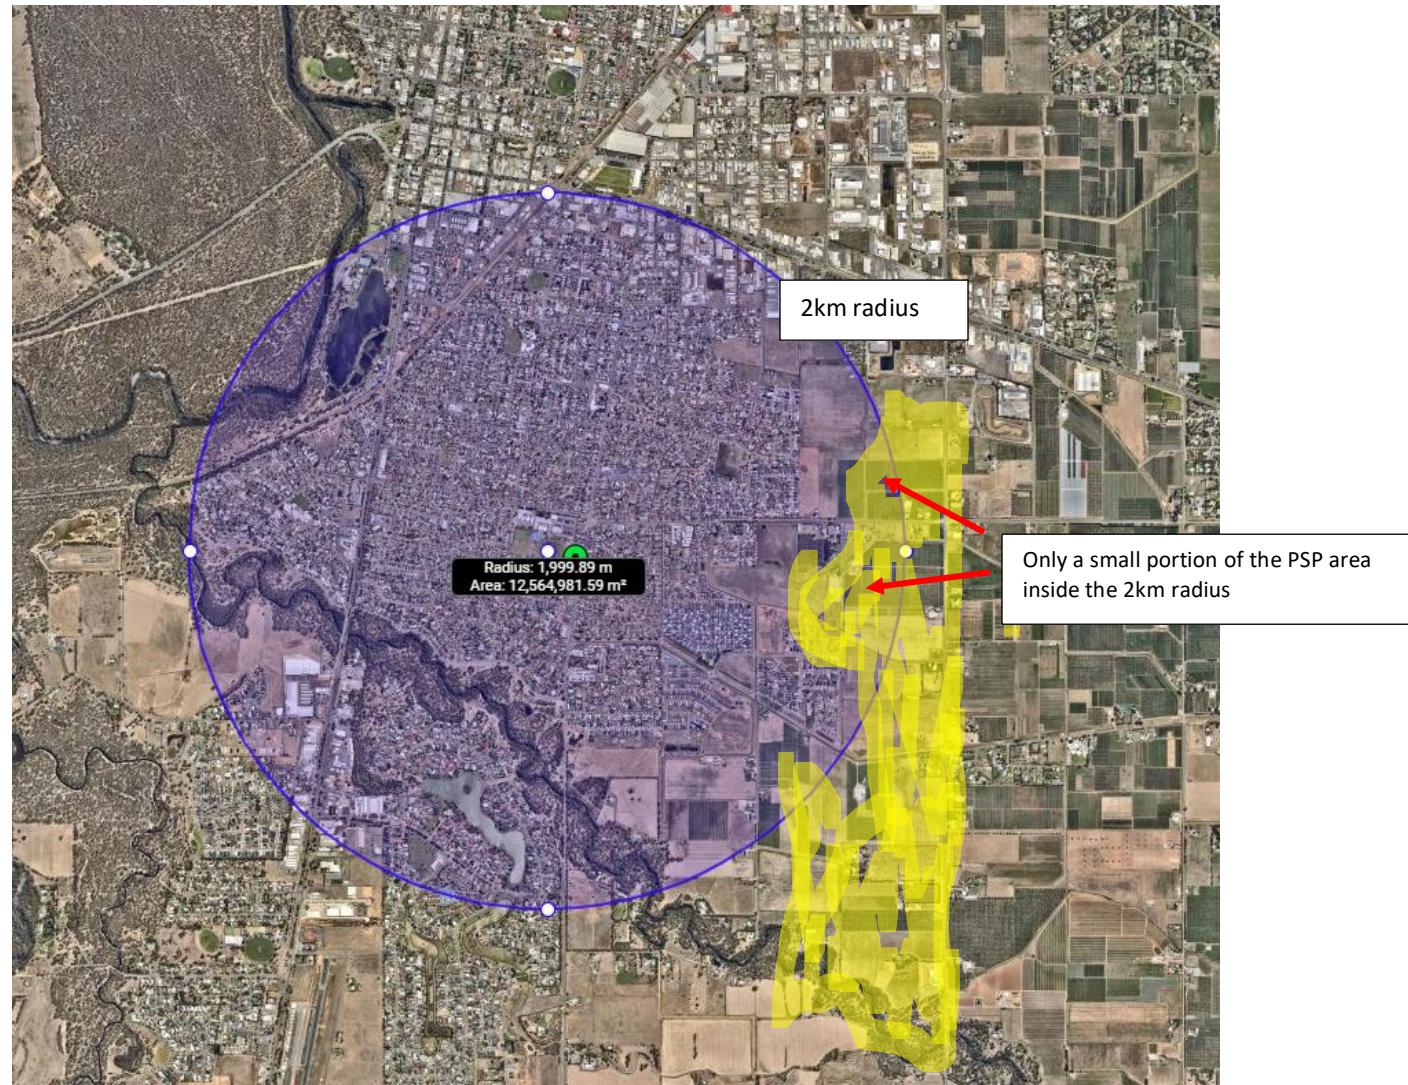 2km radius
Radius: 1,999.89 m
Area: 12,564,981.59 m²
Only a small portion of the PSP area
inside the 2km radius